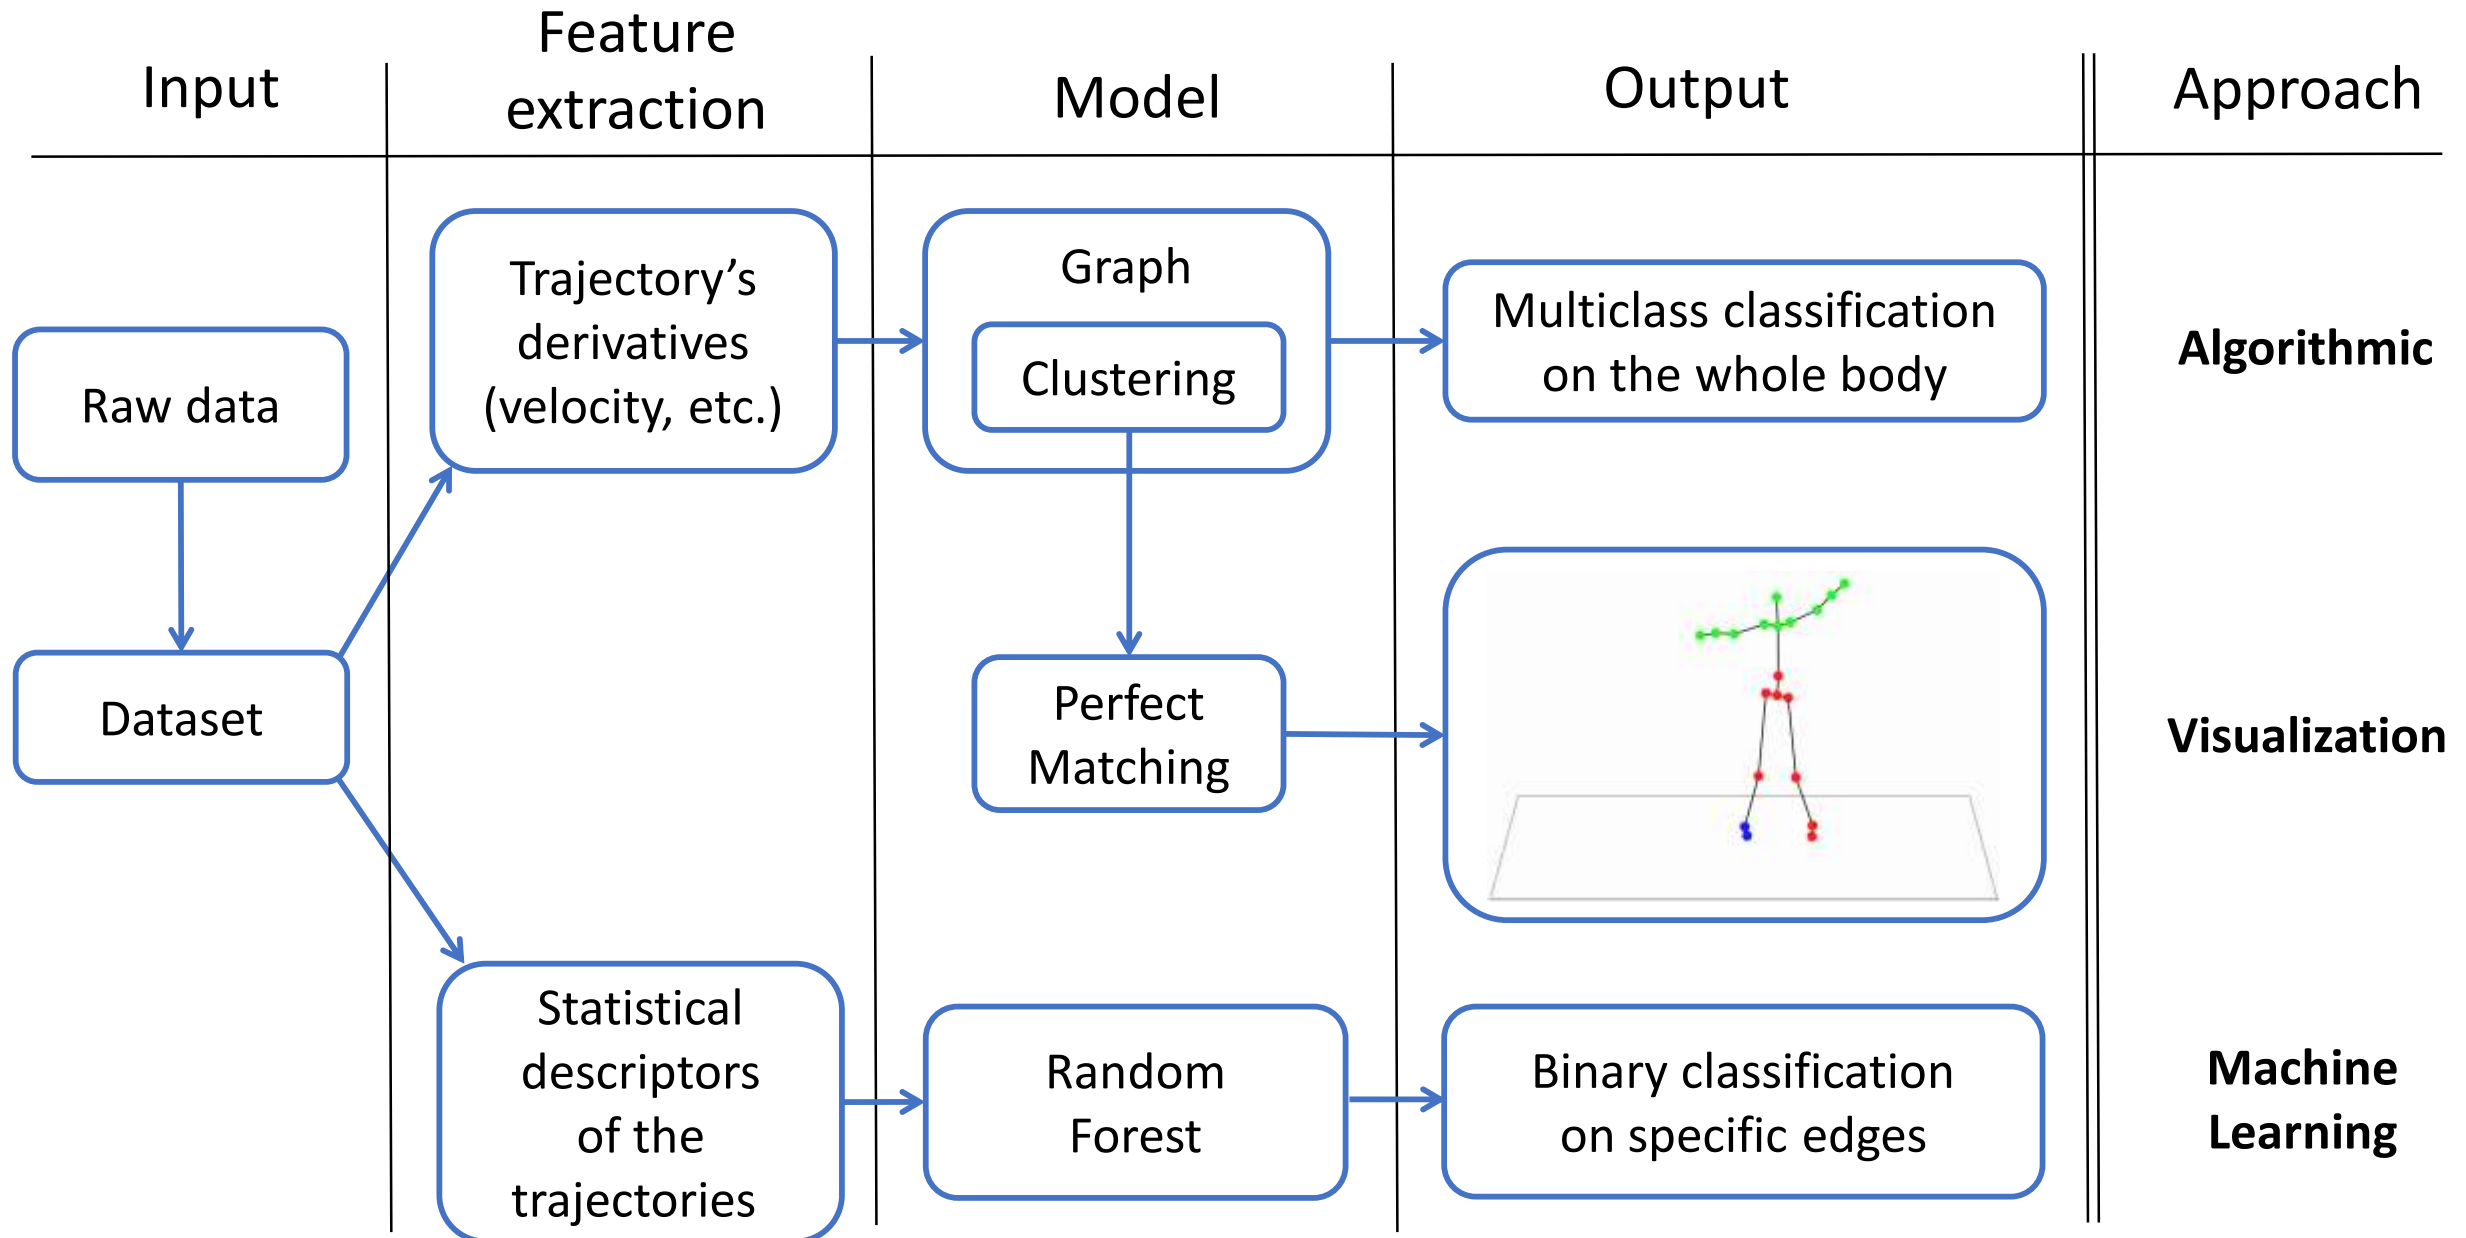 Input
Feature
extraction
Model
Output
Approach
Raw data
Dataset
Trajectory’s
derivatives
(velocity, etc.)
Graph
Clustering
Multiclass classification
on the whole body
Algorithmic
Perfect
Matching
Visualization
Statistical
descriptors
of the
trajectories
Random
Forest
Binary classification
on specific edges
Machine
Learning